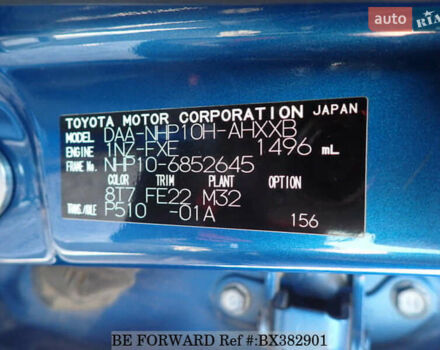 auto RIA
TOYOTA MOTOR CORPORATION JAPAN
MODEL DAA-NHP10H-AHXXB
ENGINE 1NZ-FXE 1496 mL
FRAME No. NHP10-6852645
COLOR TRIM PLANT
8T7 FE22 M32
TRANS./AXLE P510 -01A 156
BE FORWARD Ref #:BX382901